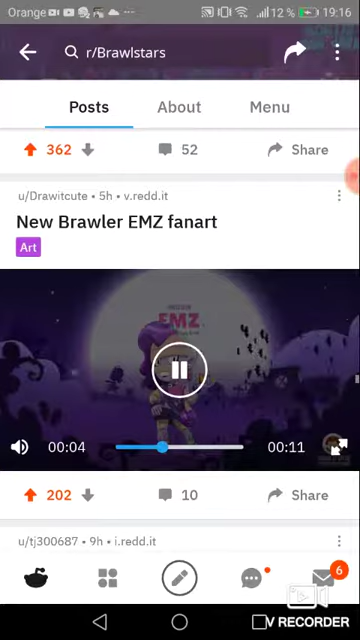 Orange 12 % 19:16
r/Brawlstars
Posts About Menu
362 52 Share
u/Drawitcute • 5h • v.redd.it
New Brawler EMZ fanart
Art
EMZ
00:04 00:11
202 10 Share
u/tj300687 • 9h • i.redd.it
6
V RECORDER